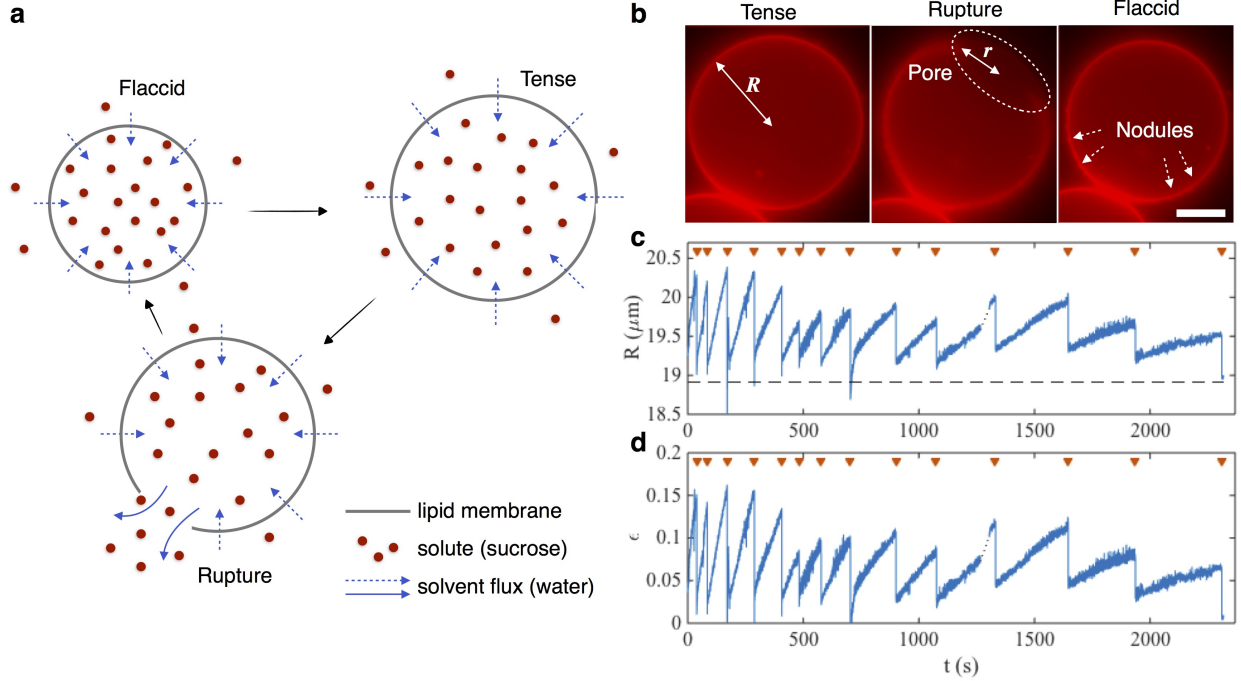 a
Flaccid
Tense
Rupture
lipid membrane
solute (sucrose)
solvent flux (water)
b
Tense
Rupture
Flaccid
R
Pore
r
Nodules
c
20.5
20
19.5
19
18.5
R (μm)
0
500
1000
1500
2000
d
0.2
0.15
0.1
0.05
0
ϵ
0
500
1000
1500
2000
t (s)